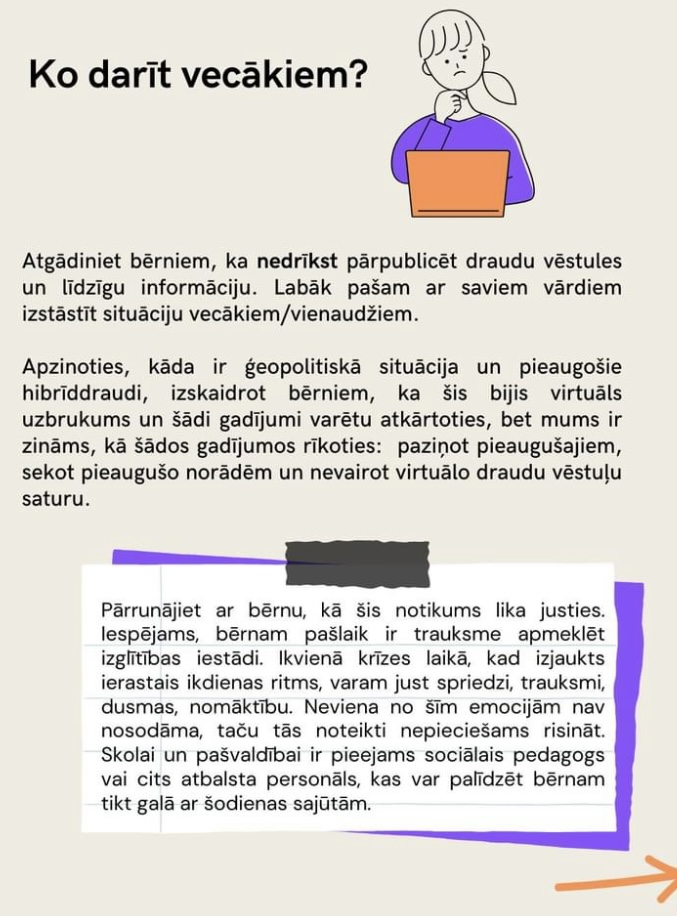 Ko darīt vecākiem?
Atgādiniet bērniem, ka nedrīkst pārpublicēt draudu vēstules
un līdzīgu informāciju. Labāk pašam ar saviem vārdiem
izstāstīt situāciju vecākiem/vienaudžiem.
Apzinoties, kāda ir ģeopolitiskā situācija un pieaugošie
hibrīddraudi, izskaidrot bērniem, ka šis bijis virtuāls
uzbrukums un šādi gadījumi varētu atkārtoties, bet mums ir
zināms, kā šādos gadījumos rīkoties: paziņot pieaugušajiem,
sekot pieaugušo norādēm un nevairot virtuālo draudu vēstuļu
saturu.
Pārrunājiet ar bērnu, kā šis notikums lika justies.
Iespējams, bērnam pašlaik ir trauksme apmeklēt
izglītības iestādi. Ikvienā krīzes laikā, kad izjaukts
ierastais ikdienas ritms, varam just spriedzi, trauksmi,
dusmas, nomāktību. Neviena no šīm emocijām nav
nosodāma, taču tās noteikti nepieciešams risināt.
Skolai un pašvaldībai ir pieejams sociālais pedagogs
vai cits atbalsta personāls, kas var palīdzēt bērnam
tikt galā ar šodienas sajūtām.